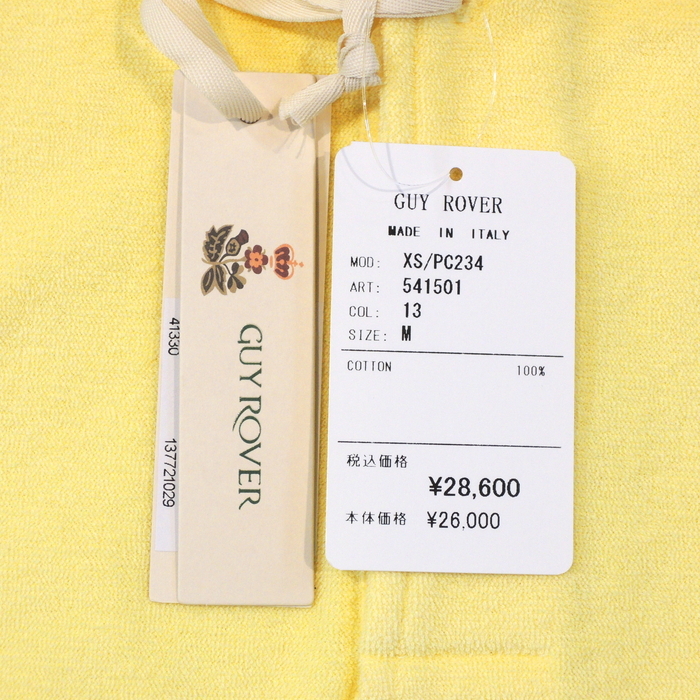 GUY ROVER
41330
137721029
GUY ROVER
MADE IN ITALY
MOD: XS/PC234
ART: 541501
COL: 13
SIZE: M
COTTON 100%
税込価格
¥28,600
本体価格 ¥26,000